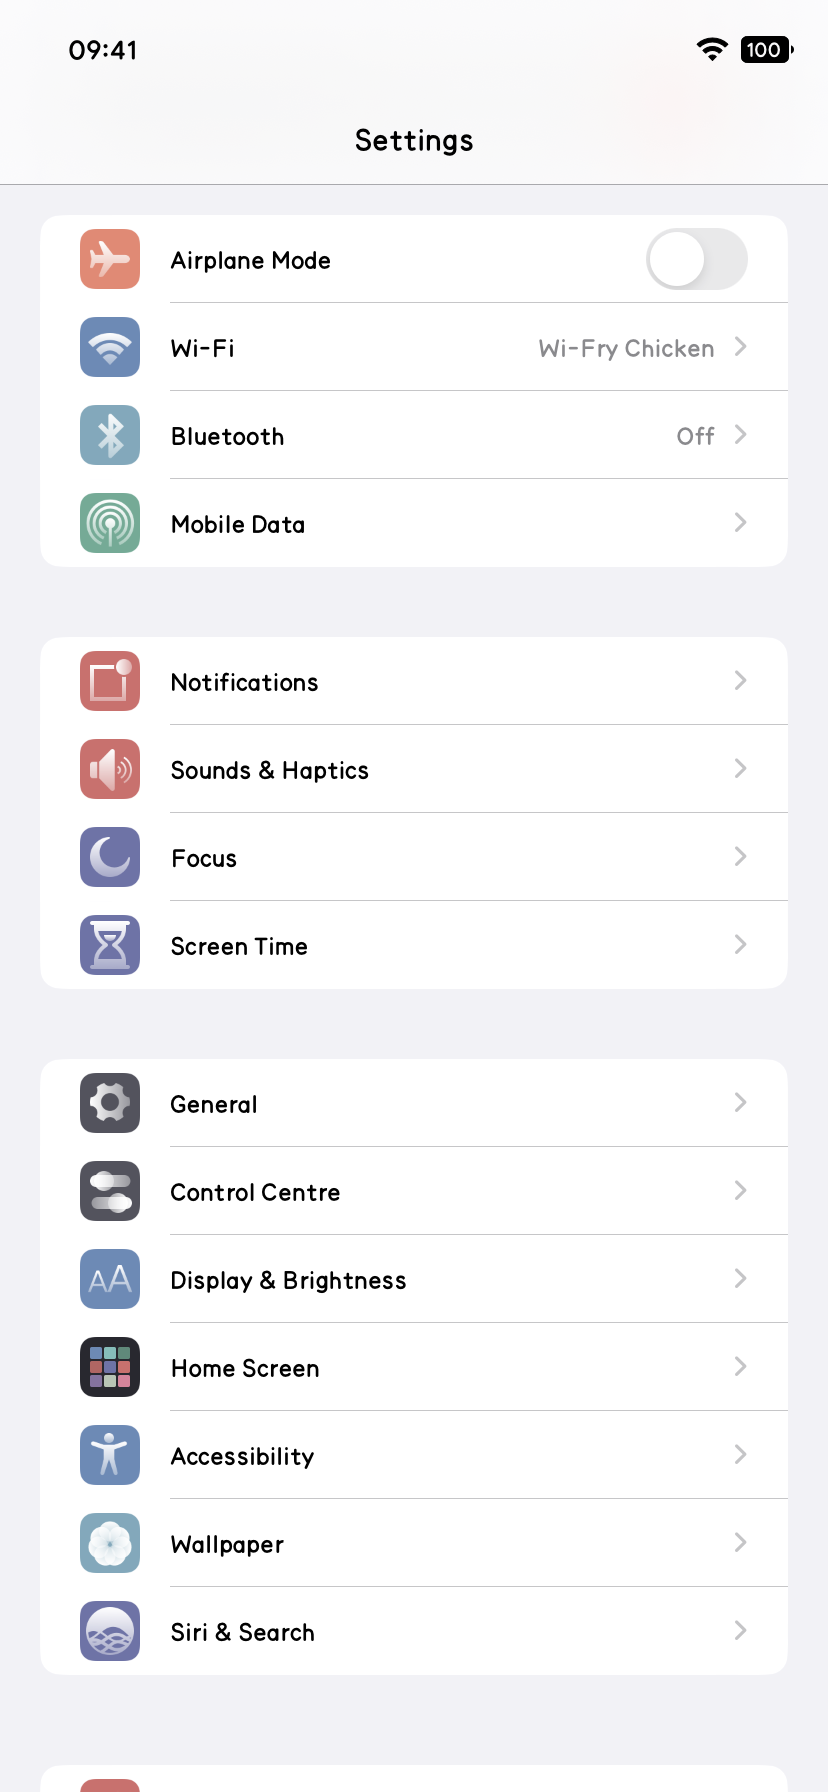 09:41
100
Settings
Airplane Mode
Wi-Fi
Wi-Fry Chicken
Bluetooth
Off
Mobile Data
Notifications
Sounds & Haptics
Focus
Screen Time
General
Control Centre
AA
Display & Brightness
Home Screen
Accessibility
Wallpaper
Siri & Search